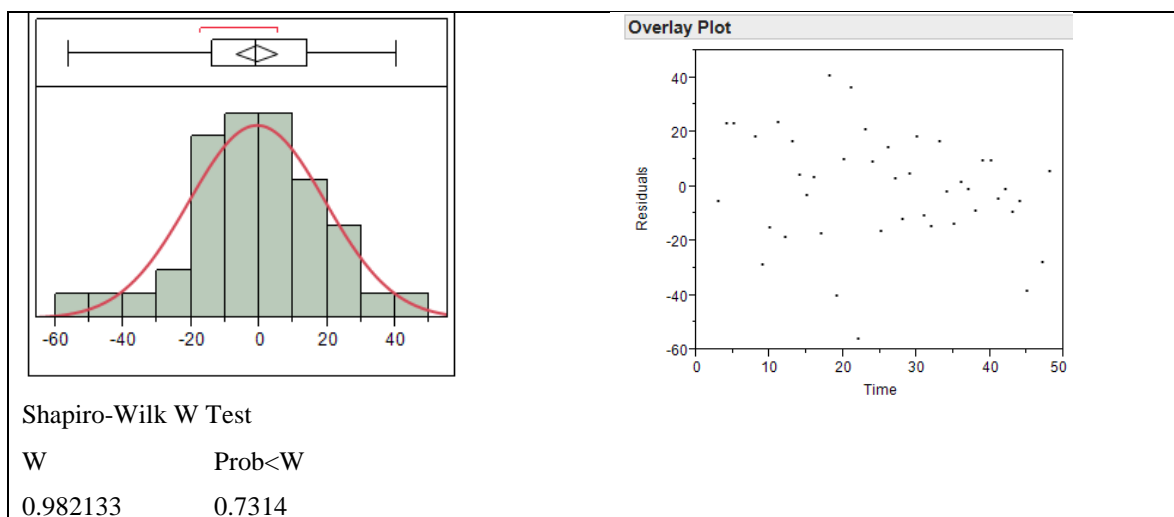 -60 -40 -20 0 20 40
Overlay Plot
40
20
0
-20
-40
-60
Residuals
0 10 20 30 40 50
Time
Shapiro-Wilk W Test
W Prob<W
0.982133 0.7314